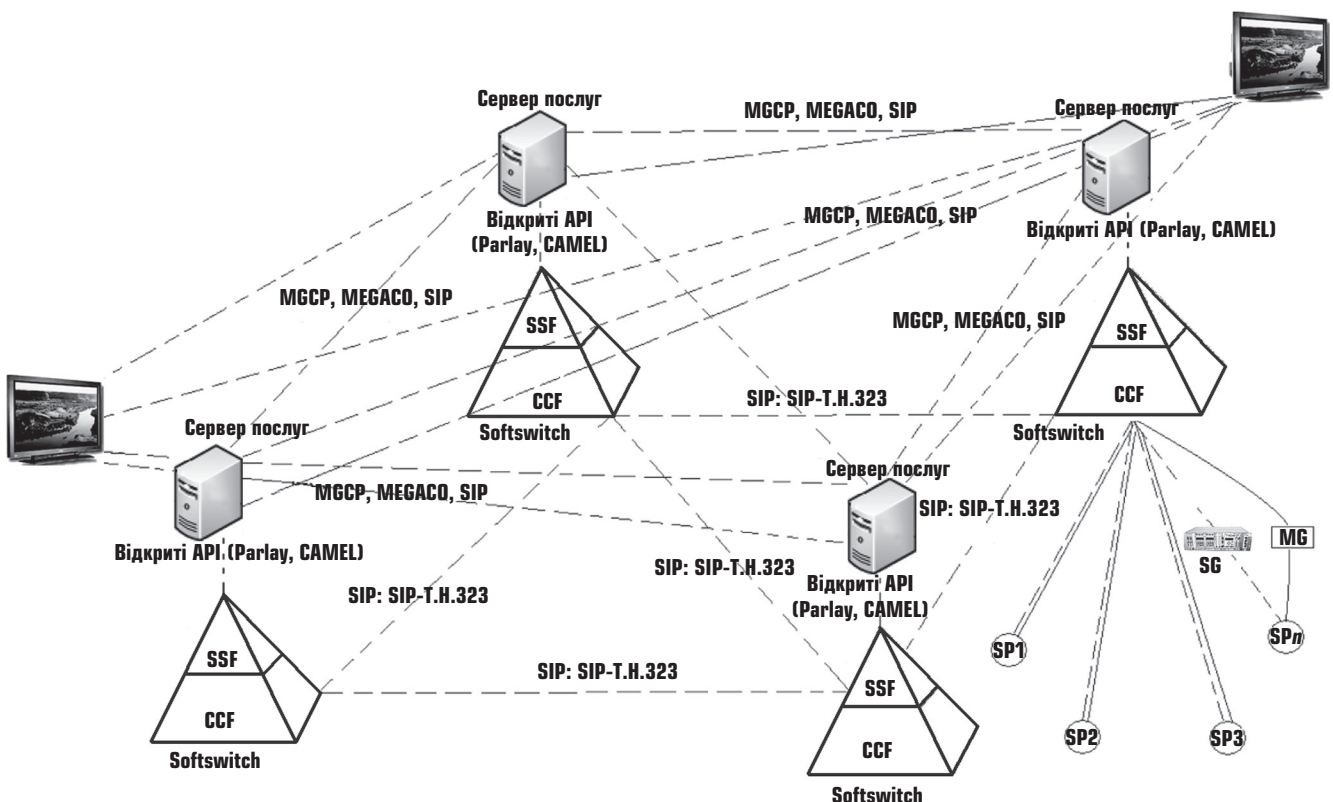 Сервер послуг
MGCP, MEGACO, SIP
Сервер послуг
Відкриті API
(Parlay, CAMEL)
MGCP, MEGACO, SIP
Відкриті API (Parlay, CAMEL)
MGCP, MEGACO, SIP
SSF
CCF
Softswitch
MGCP, MEGACO, SIP
SSF
CCF
Softswitch
SIP: SIP-T.H.323
Сервер послуг
MGCP, MEGACO, SIP
Відкриті API (Parlay, CAMEL)
Сервер послуг
SIP: SIP-T.H.323
Відкриті API
(Parlay, CAMEL)
SIP: SIP-T.H.323
SIP: SIP-T.H.323
SG
MG
SP1
SPn
SP2
SP3
SSF
CCF
Softswitch
SIP: SIP-T.H.323
SSF
CCF
Softswitch